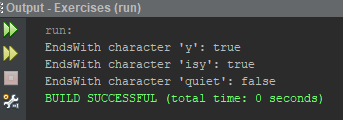 Output - Exercises (run)
run:
EndsWith character 'y': true
EndsWith character 'isy': true
EndsWith character 'quiet': false
BUILD SUCCESSFUL (total time: 0 seconds)